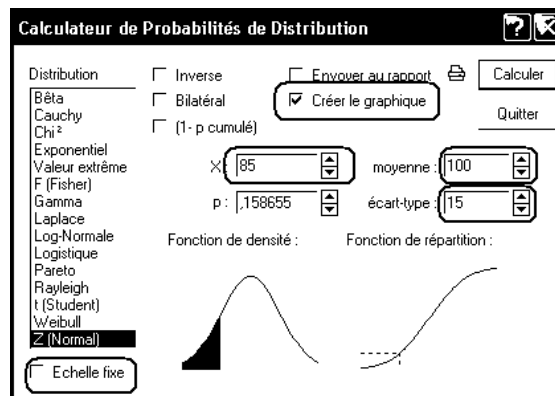 Calculateur de Probabilités de Distribution
Distribution
Inverse
Envoyer au rapport
Calculer
Bilatéral
Créer le graphique
Quitter
(1- p cumulé)
Bêta
Cauchy
Chi ²
Exponentiel
Valeur extrême
F (Fisher)
Gamma
Laplace
Log-Normale
Logistique
Pareto
Rayleigh
t (Student)
Weibull
Z (Normal)
X: 85
moyenne : 100
p : ,158655
écart-type : 15
Fonction de densité :
Fonction de répartition :
Echelle fixe